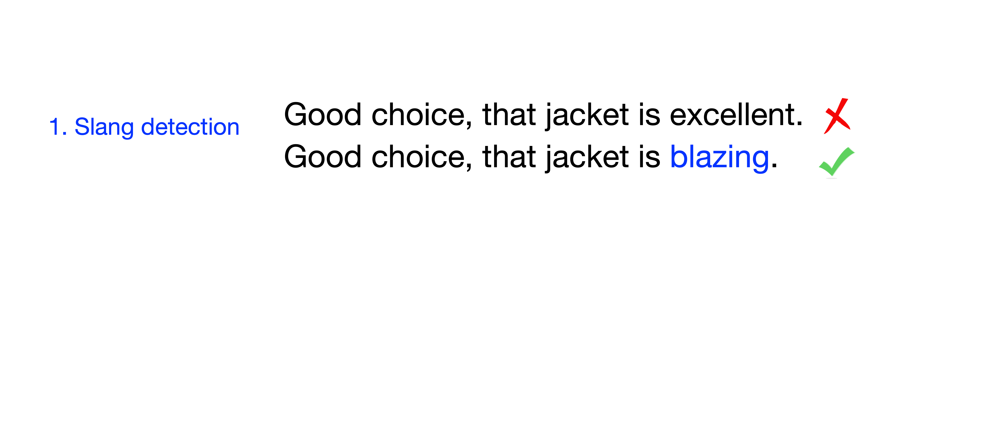 1. Slang detection
Good choice, that jacket is excellent.
Good choice, that jacket is blazing.